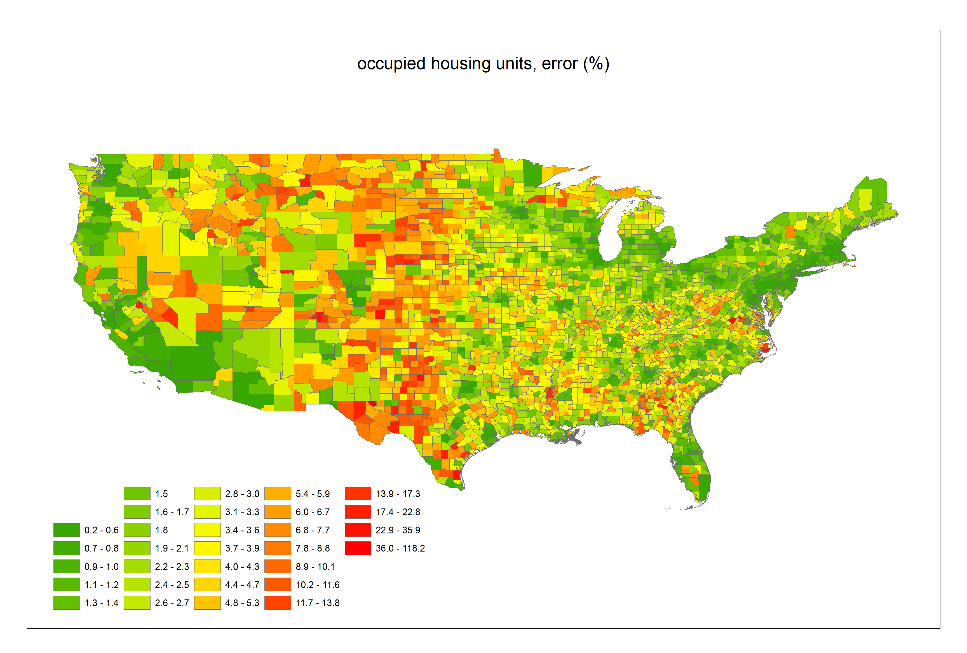 occupied housing units, error (%)
0.2 - 0.6
0.7 - 0.8
0.9 - 1.0
1.1 - 1.2
1.3 - 1.4
1.5
1.6 - 1.7
1.8
1.9 - 2.1
2.2 - 2.3
2.4 - 2.5
2.6 - 2.7
2.8 - 3.0
3.1 - 3.3
3.4 - 3.6
3.7 - 3.9
4.0 - 4.3
4.4 - 4.7
4.8 - 5.3
5.4 - 5.9
6.0 - 6.7
6.8 - 7.7
7.8 - 8.8
8.9 - 10.1
10.2 - 11.6
11.7 - 13.8
13.9 - 17.3
17.4 - 22.8
22.9 - 35.9
36.0 - 118.2